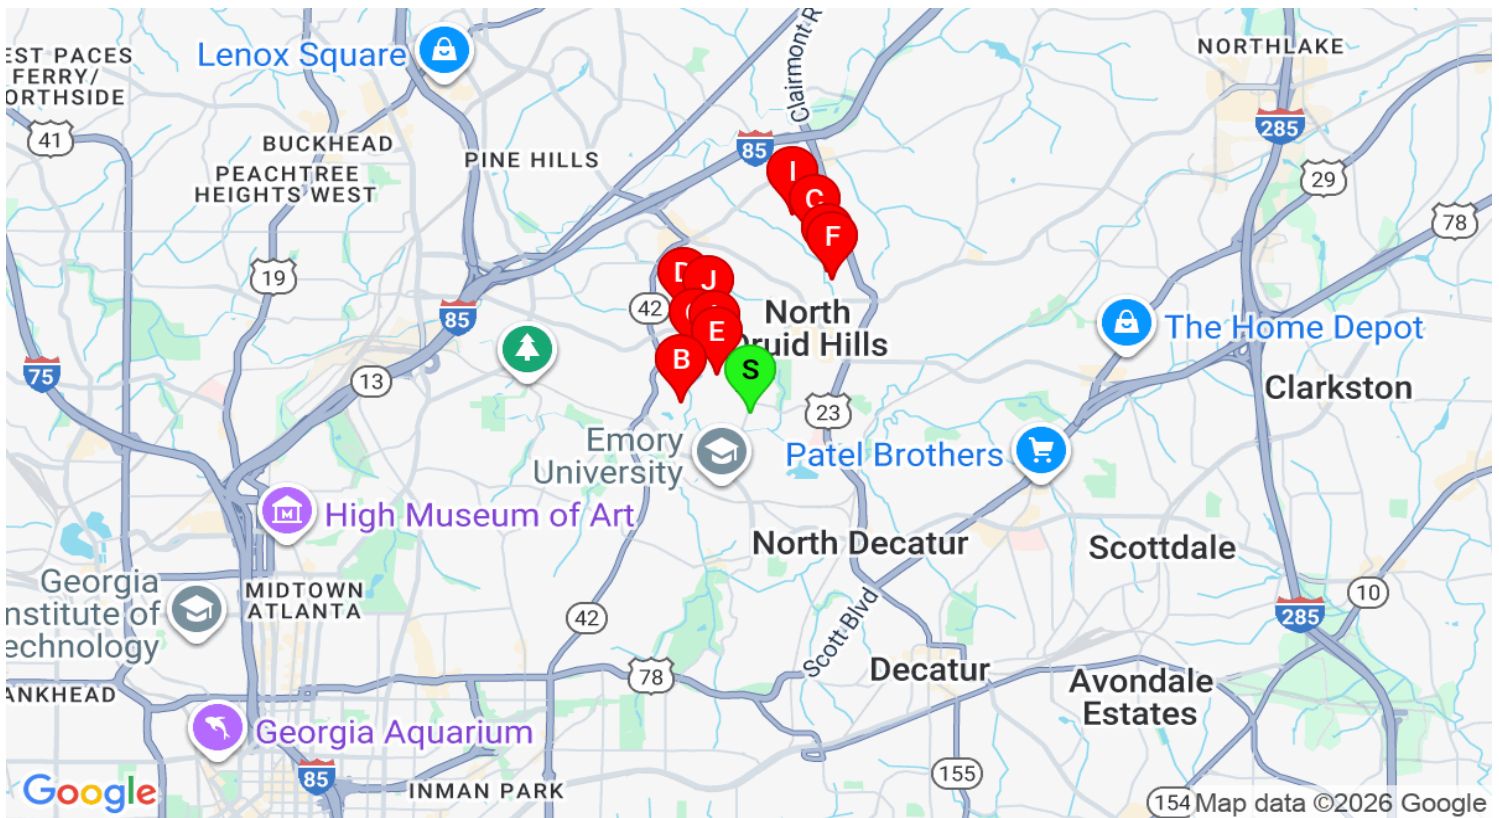 Lenox Square
EST PACES
FERRY/
ORTHSIDE
41
BUCKHEAD
PEACHTREE
HEIGHTS WEST
PINE HILLS
Clairmont R
85
NORTHLAKE
285
29
78
19
I
C
F
D
J
E
B
S
42
North
Druid Hills
85
75
13
23
The Home Depot
Clarkston
Emory
University
Patel Brothers
High Museum of Art
North Decatur
Scottdale
Georgia
nstitute of
echnology
MIDTOWN
ATLANTA
42
Scott Blvd
10
285
78
Decatur
Avondale
Estates
ANKHEAD
Georgia Aquarium
85
INMAN PARK
155
154
Google
Map data ©2026 Google